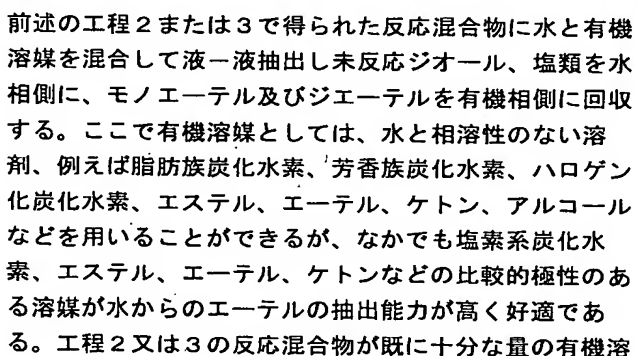 前述の工程２または３で得られた反応混合物に水と有機
溶媒を混合して液－液抽出し未反応ジオール、塩類を水
相側に、モノエーテル及びジエーテルを有機相側に回収
する。ここで有機溶媒としては、水と相溶性のない溶
剤、例えば脂肪族炭化水素、芳香族炭化水素、ハロゲン
化炭化水素、エステル、エーテル、ケトン、アルコール
などを用いることができるが、なかでも塩素系炭化水
素、エステル、エーテル、ケトンなどの比較的極性のあ
る溶媒が水からのエーテルの抽出能力が高く好適であ
る。工程２又は３の反応混合物が既に十分な量の有機溶